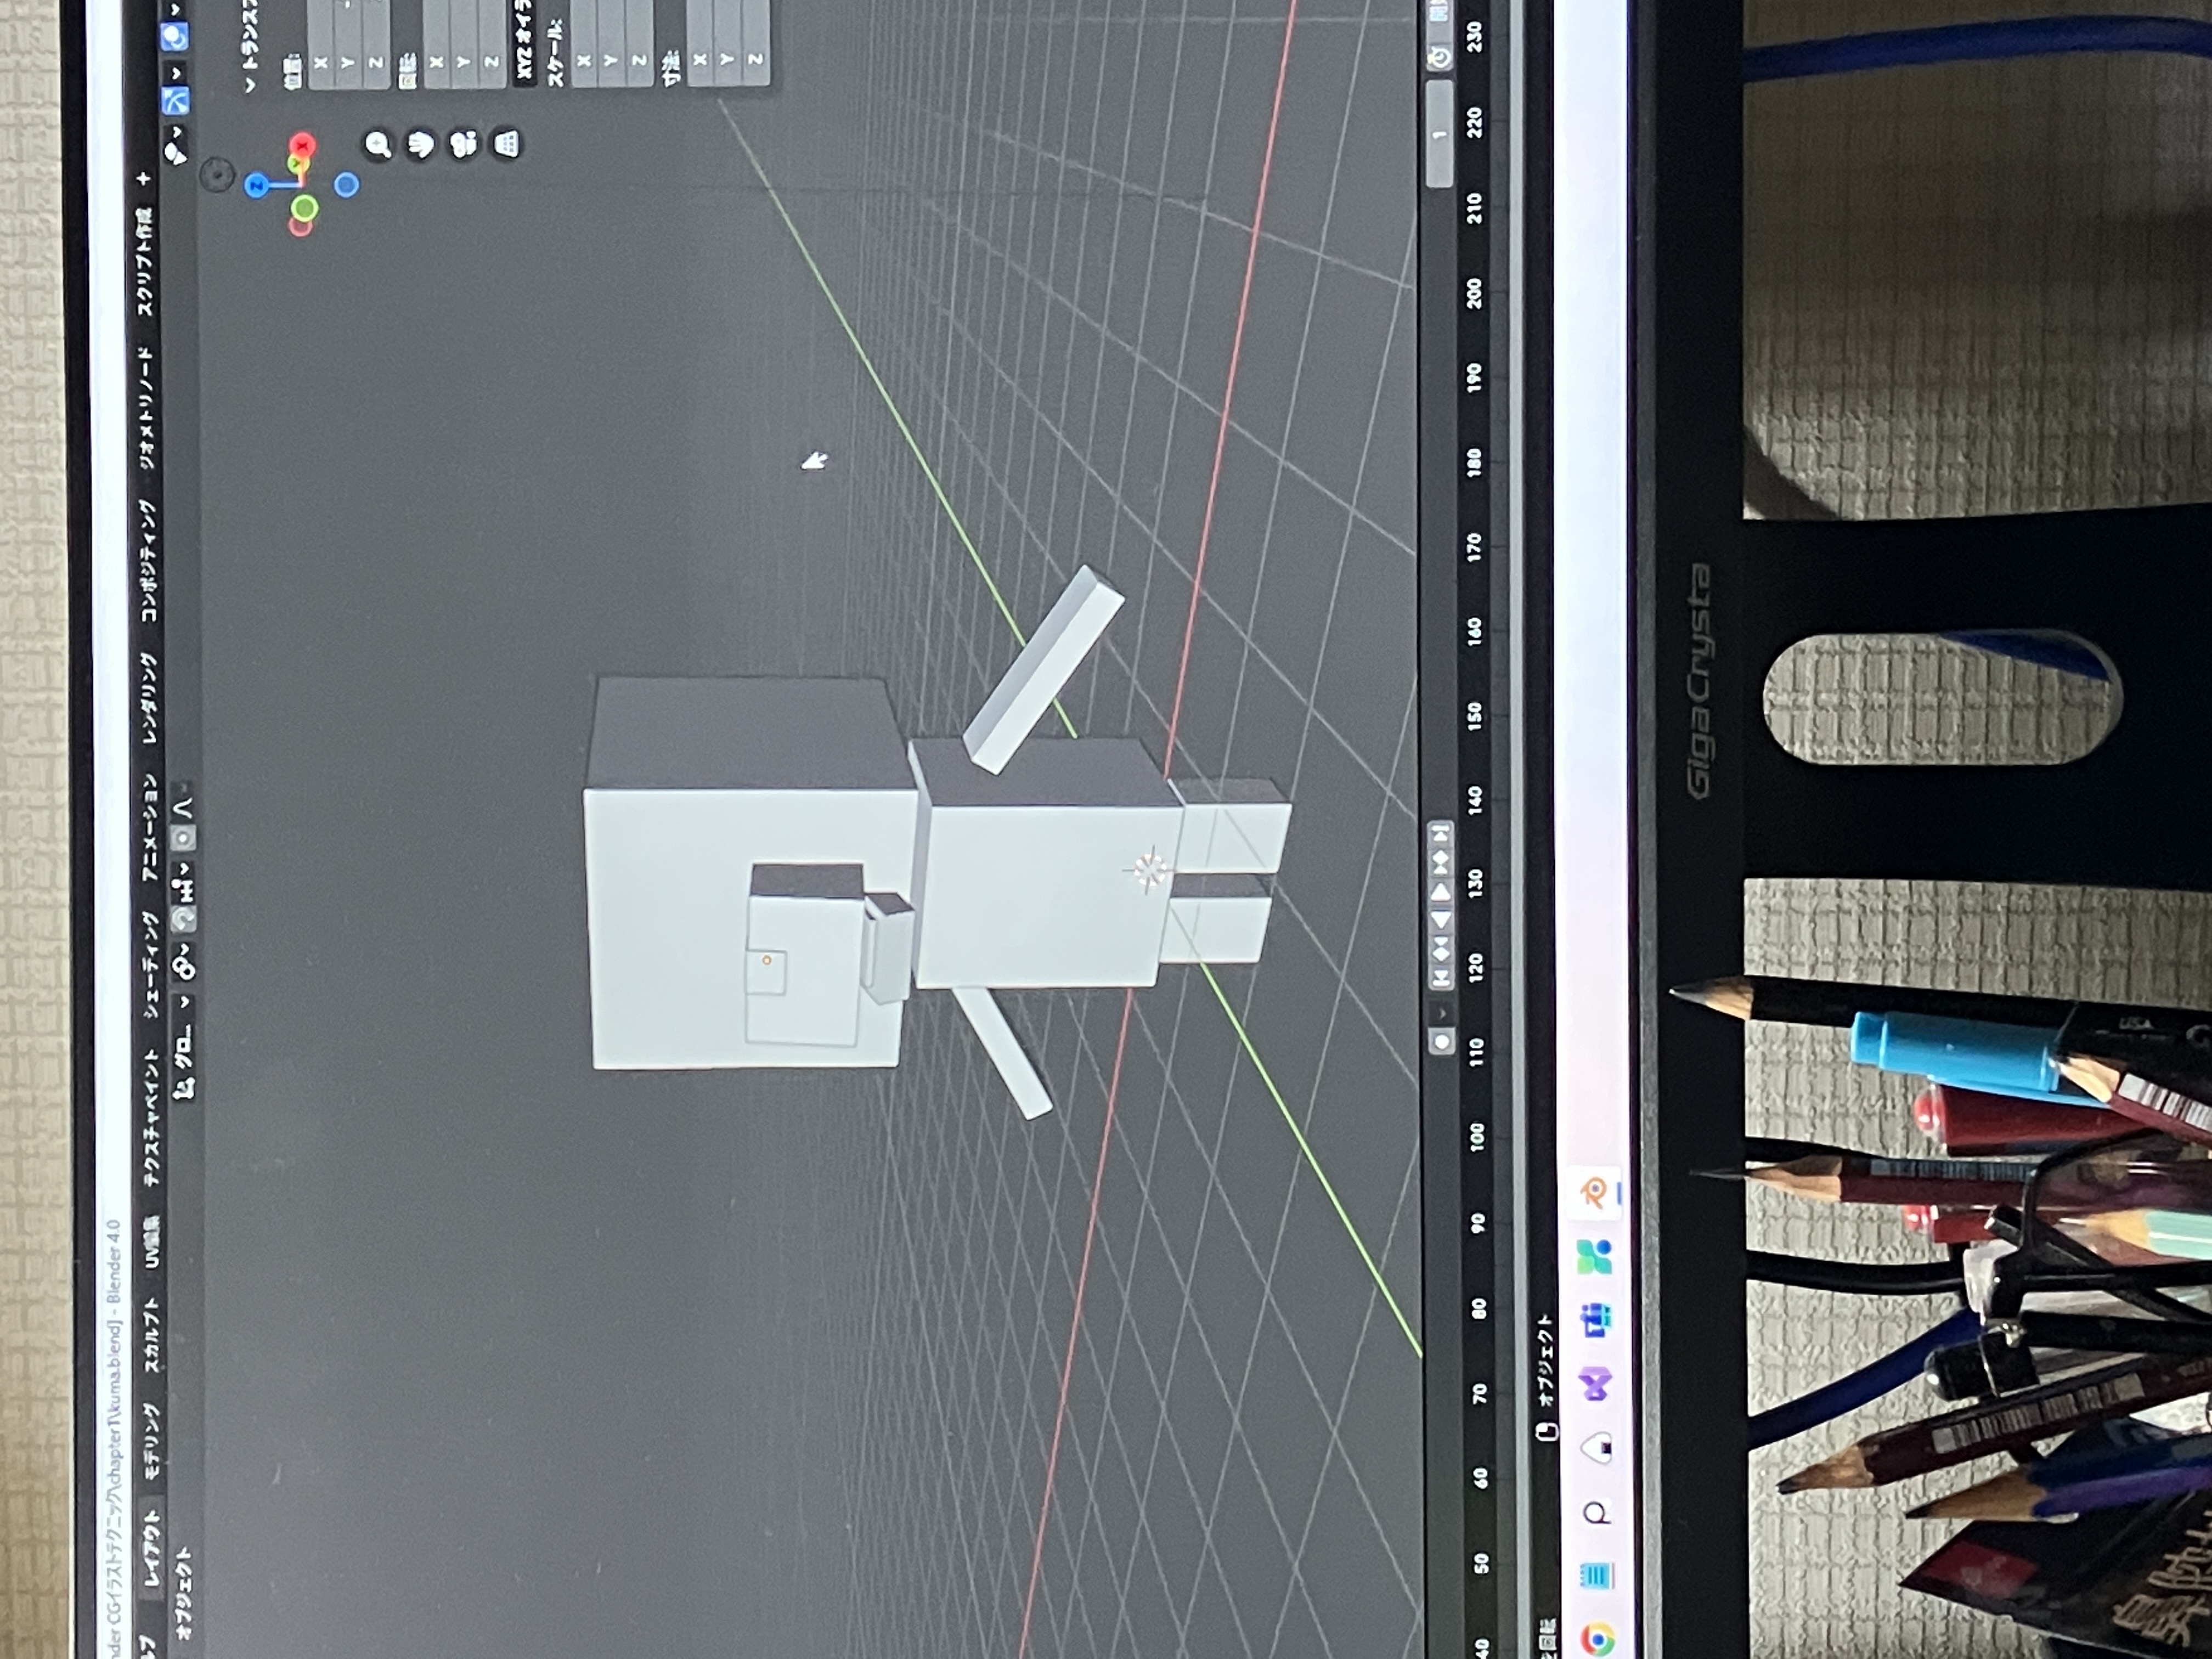 nder CGイラストテクニック\chapter1\kuma.blend] - Blender 4.0
ルプ レイアウト モデリング スカルプト UV編集 テクスチャペイント シェーディング アニメーション レンダリング コンポジティング ジオメトリノード スクリプト作成 +
オブジェクト グロ...
Z
Y X
トランスフ
位置:
X
Y -
Z
回転:
X
Y
Z
XYZ オイラ
スケール:
X
Y
Z
寸法:
X
Y
Z
1 開始
40 50 60 70 80 90 100 110 120 130 140 150 160 170 180 190 200 210 220 230
を回転 オブジェクト
GigaCrysta